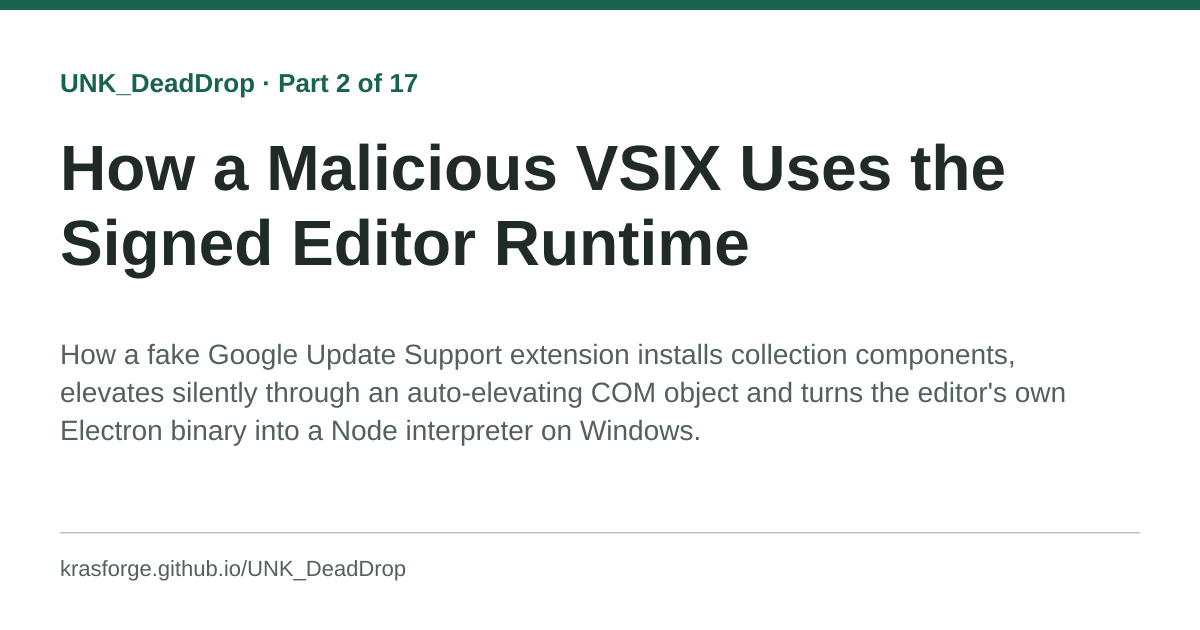 UNK_DeadDrop · Part 2 of 17
How a Malicious VSIX Uses the
Signed Editor Runtime
How a fake Google Update Support extension installs collection components,
elevates silently through an auto-elevating COM object and turns the editor's own
Electron binary into a Node interpreter on Windows.
krasforge.github.io/UNK_DeadDrop